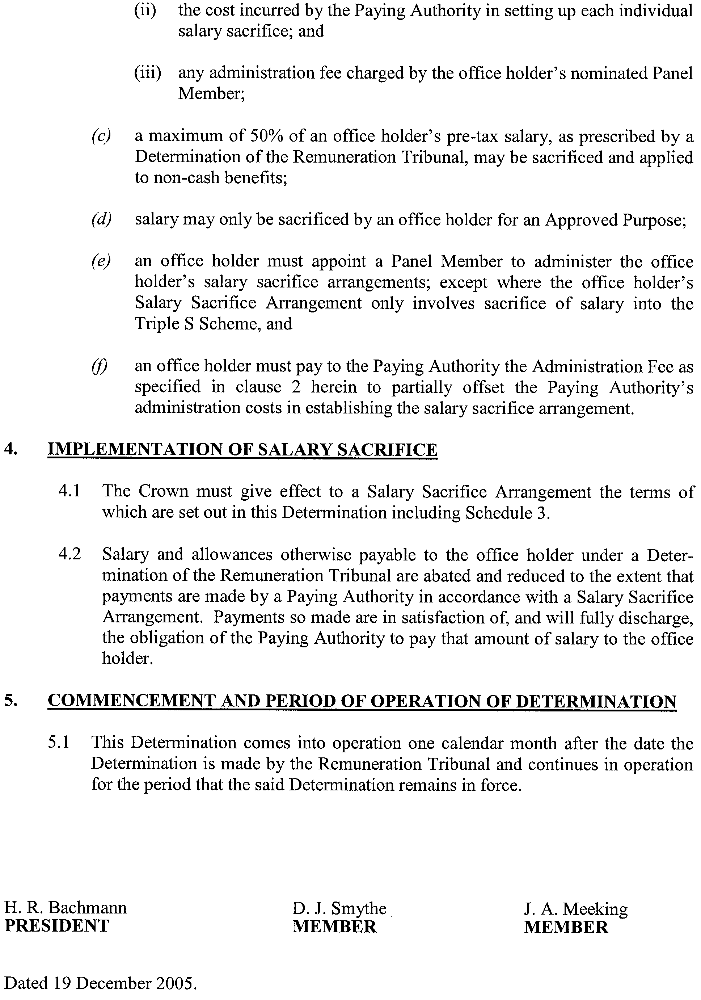 (ii) the cost incurred by the Paying Authority in setting up each individual
salary sacrifice; and
(iii) any administration fee charged by the office holder's nominated Panel
Member;
(c) a maximum of 50% of an office holder's pre-tax salary, as prescribed by a
Determination of the Remuneration Tribunal, may be sacrificed and applied
to non-cash benefits;
(d) salary may only be sacrificed by an office holder for an Approved Purpose;
(e) an office holder must appoint a Panel Member to administer the office
holder's salary sacrifice arrangements; except where the office holder's
Salary Sacrifice Arrangement only involves sacrifice of salary into the
Triple S Scheme, and
(f) an office holder must pay to the Paying Authority the Administration Fee as
specified in clause 2 herein to partially offset the Paying Authority's
administration costs in establishing the salary sacrifice arrangement.
4. IMPLEMENTATION OF SALARY SACRIFICE
4.1 The Crown must give effect to a Salary Sacrifice Arrangement the terms of
which are set out in this Determination including Schedule 3.
4.2 Salary and allowances otherwise payable to the office holder under a Deter-
mination of the Remuneration Tribunal are abated and reduced to the extent that
payments are made by a Paying Authority in accordance with a Salary Sacrifice
Arrangement. Payments so made are in satisfaction of, and will fully discharge,
the obligation of the Paying Authority to pay that amount of salary to the office
holder.
5. COMMENCEMENT AND PERIOD OF OPERATION OF DETERMINATION
5.1 This Determination comes into operation one calendar month after the date the
Determination is made by the Remuneration Tribunal and continues in operation
for the period that the said Determination remains in force.
H. R. Bachmann D. J. Smythe J. A. Meeking
PRESIDENT MEMBER MEMBER
Dated 19 December 2005.